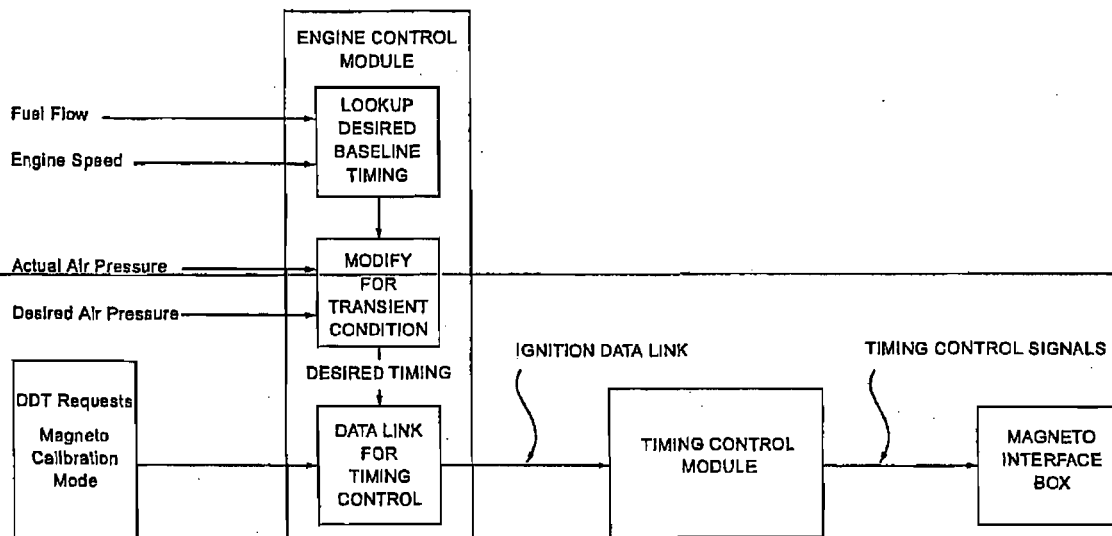 ENGINE CONTROL
MODULE
Fuel Flow
Engine Speed
LOOKUP
DESIRED
BASELINE
TIMING
Actual Air Pressure
Desired Air Pressure
MODIFY
FOR
TRANSIENT
CONDITION
DESIRED TIMING
DDT Requests
Magneto
Calibration
Mode
DATA LINK
FOR
TIMING
CONTROL
IGNITION DATA LINK
TIMING CONTROL
MODULE
TIMING CONTROL SIGNALS
MAGNETO
INTERFACE
BOX